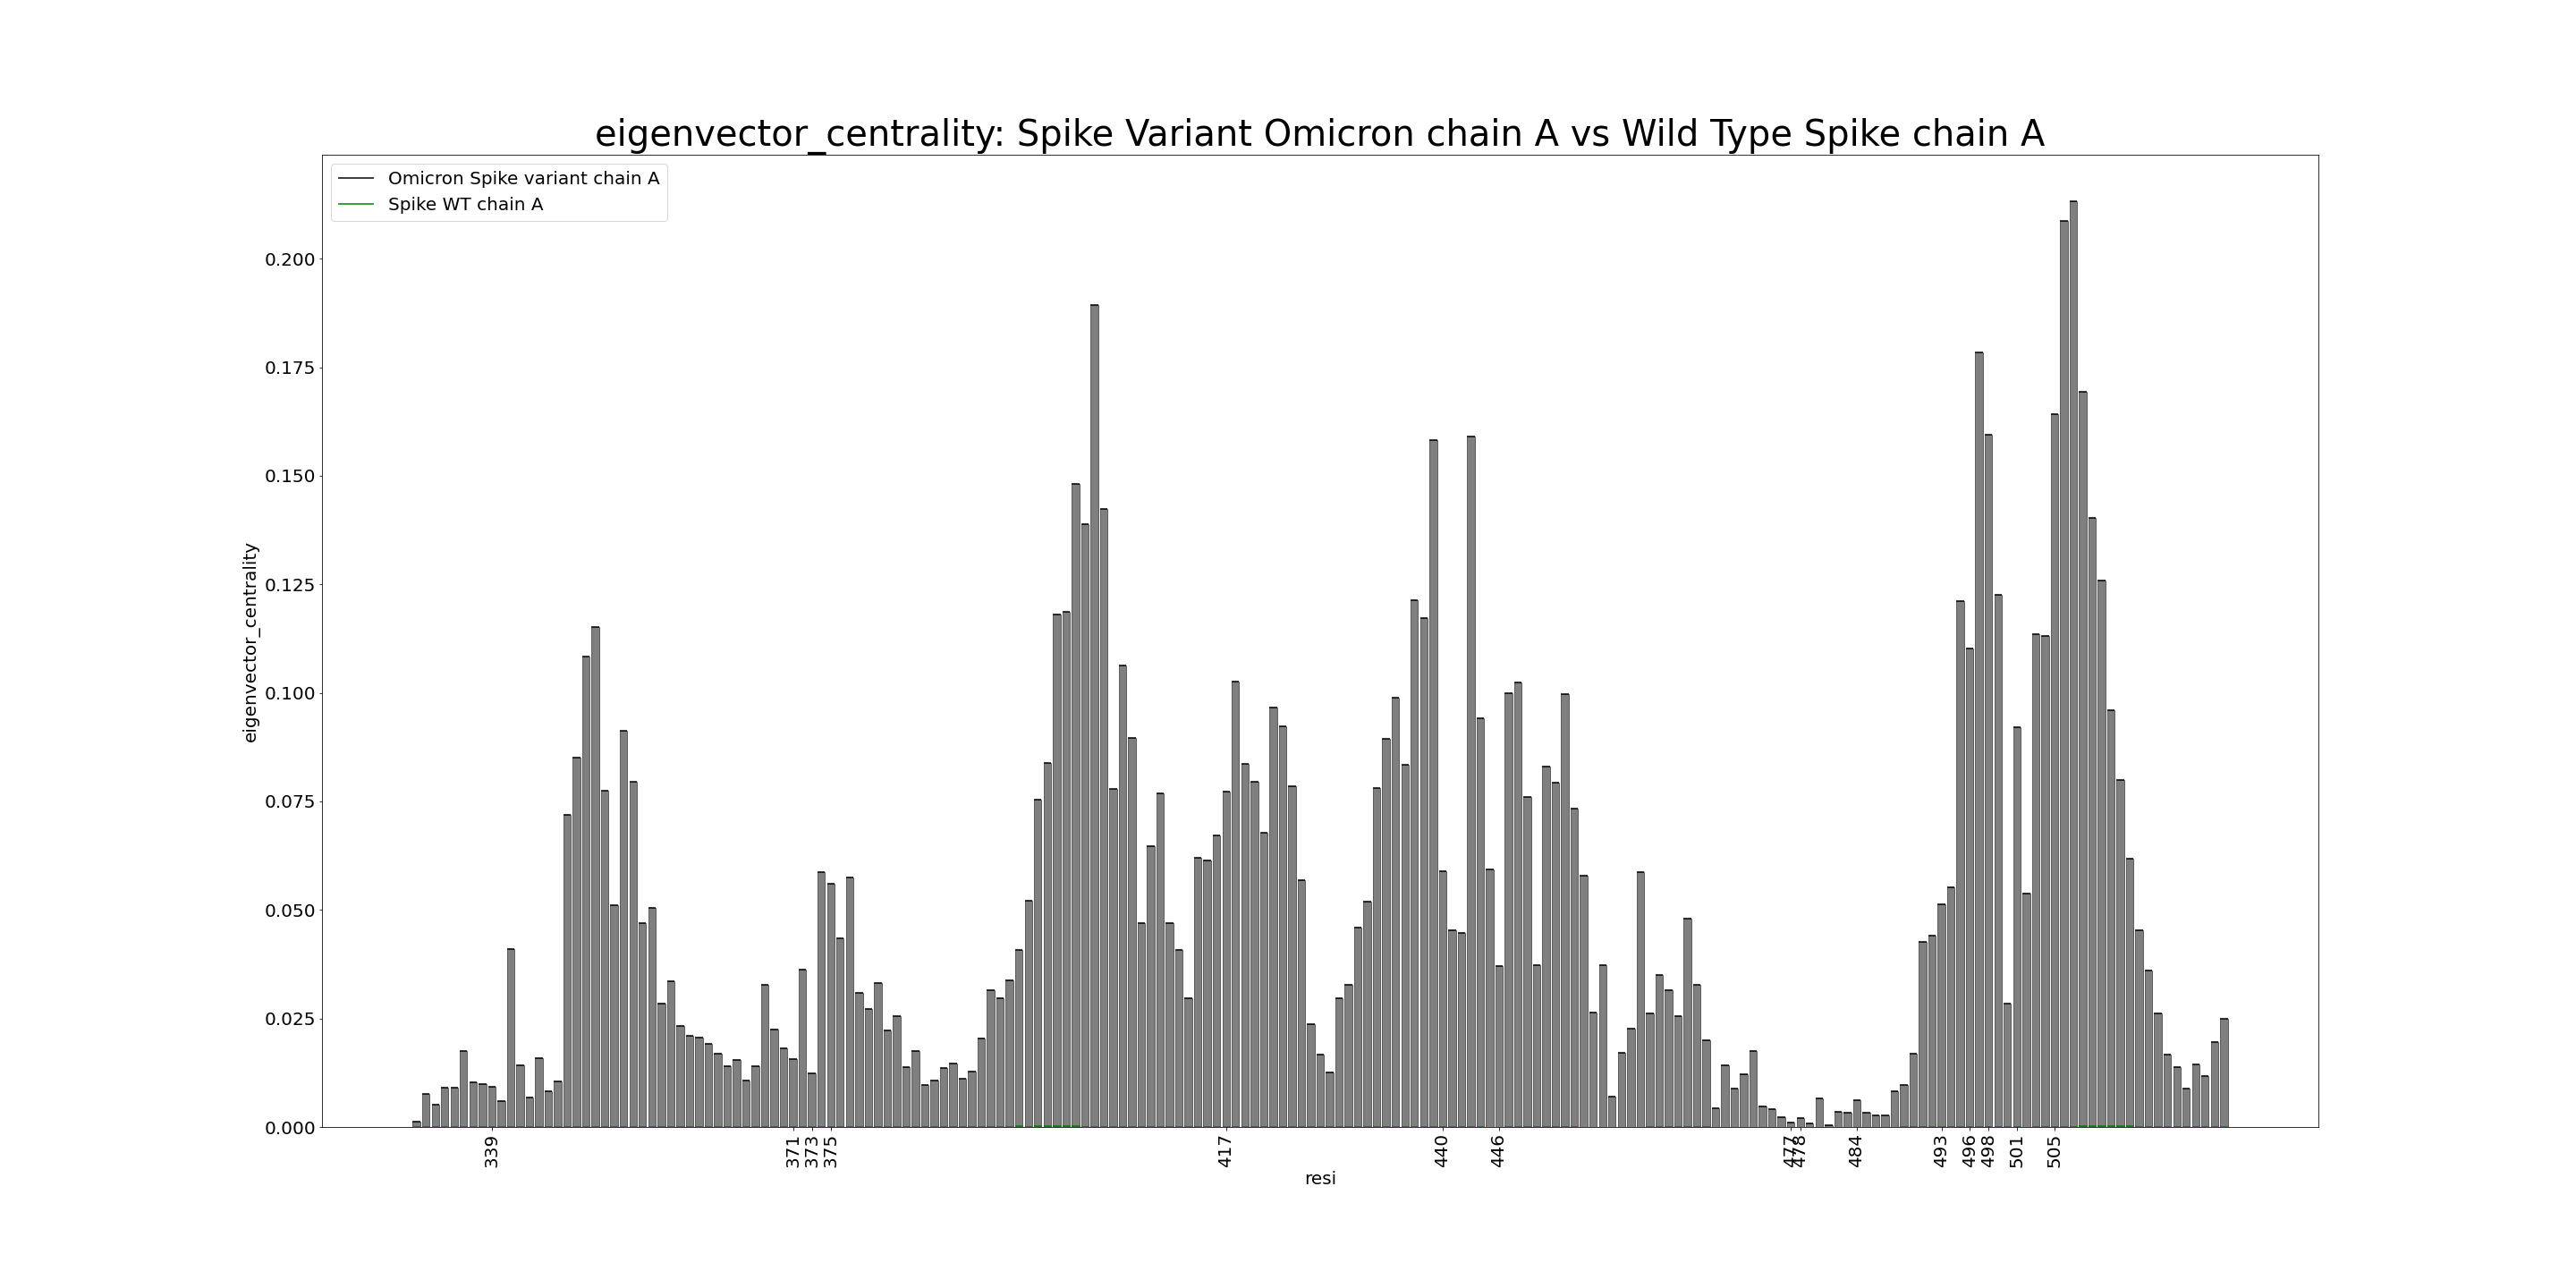 eigenvector_centrality: Spike Variant Omicron chain A vs Wild Type Spike chain A
Omicron Spike variant chain A
Spike WT chain A
0.200
0.175
0.150
0.125
0.100
0.075
0.050
0.025
0.000
eigenvector_centrality
339 371 373 375 417 440 446 477 478 484 493 496 498 501 505
resi